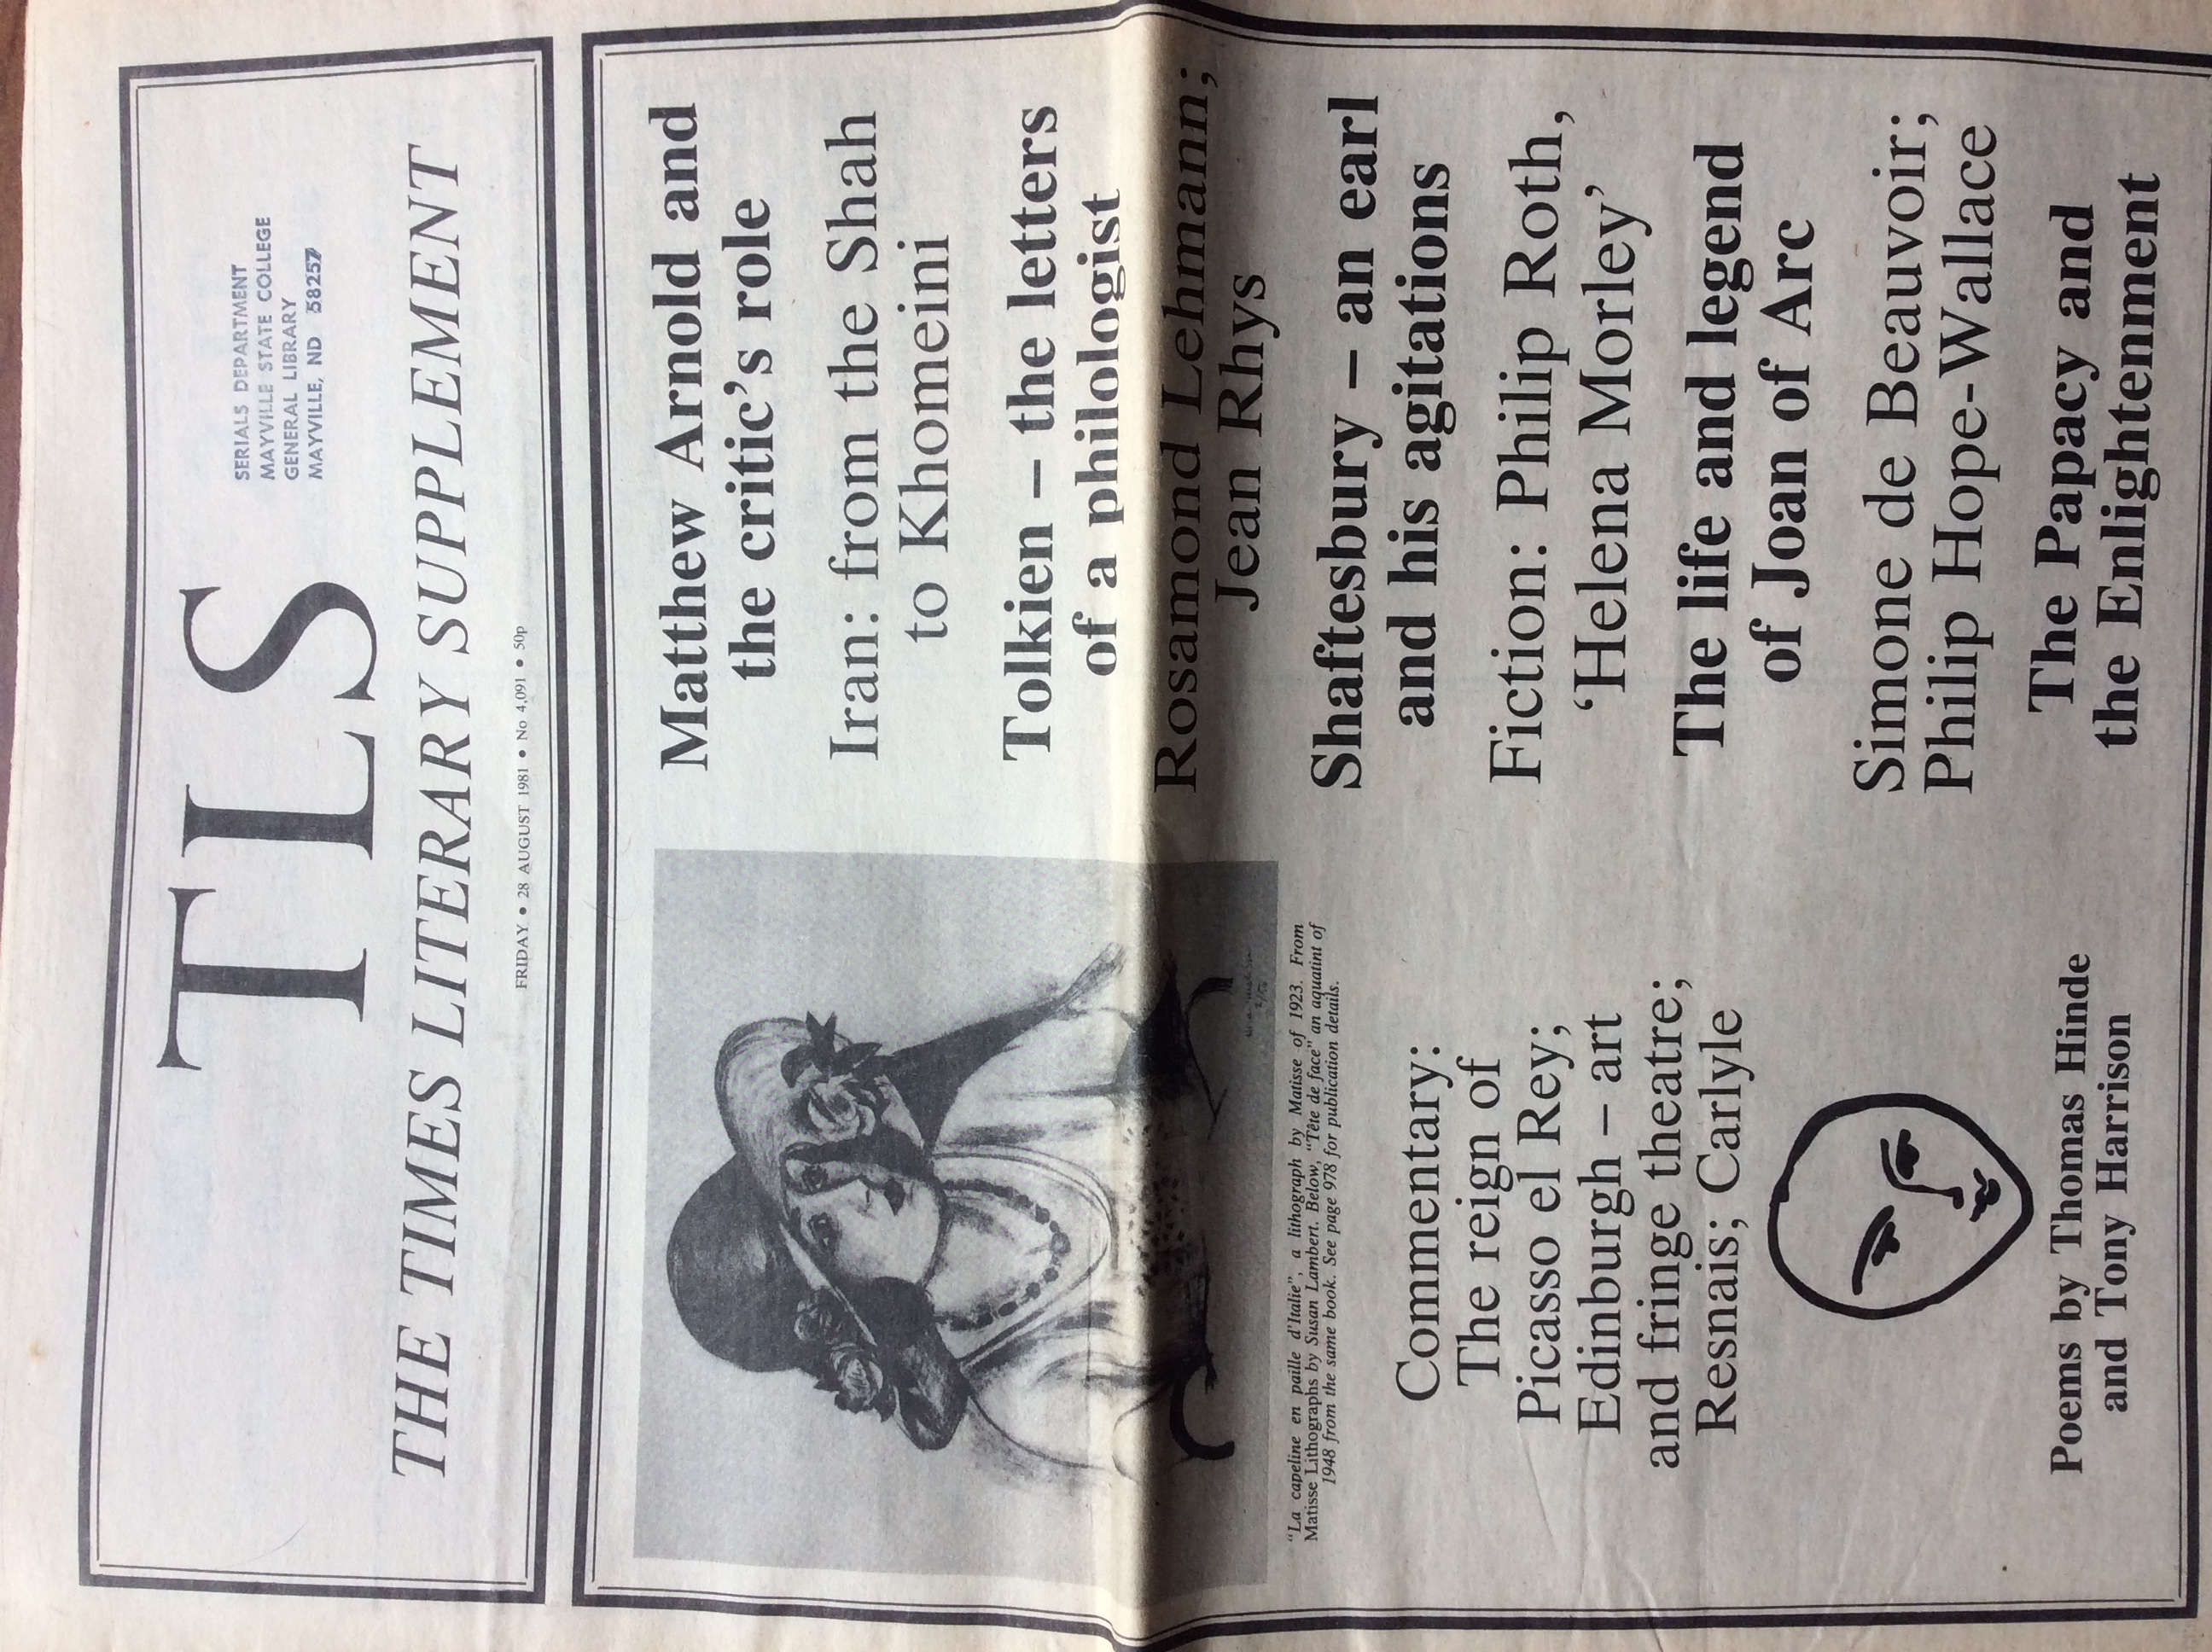 TLS
SERIALS DEPARTMENT
MAYVILLE STATE COLLEGE
GENERAL LIBRARY
MAYVILLE, ND 58257
THE TIMES LITERARY SUPPLEMENT
FRIDAY • 28 AUGUST 1981 • No 4,091 • 50p
"La capeline en paille d'Italie", a lithograph by Matisse of 1923. From
Matisse Lithographs by Susan Lambert. Below, "Tête de face" an aquatint of
1948 from the same book. See page 978 for publication details.
Commentary:
The reign of
Picasso el Rey;
Edinburgh – art
and fringe theatre;
Resnais; Carlyle
Poems by Thomas Hinde
and Tony Harrison
Matthew Arnold and
the critic's role
Iran: from the Shah
to Khomeini
Tolkien – the letters
of a philologist
Rosamond Lehmann;
Jean Rhys
Shaftesbury – an earl
and his agitations
Fiction: Philip Roth,
'Helena Morley'
The life and legend
of Joan of Arc
Simone de Beauvoir;
Philip Hope-Wallace
The Papacy and
the Enlightenment